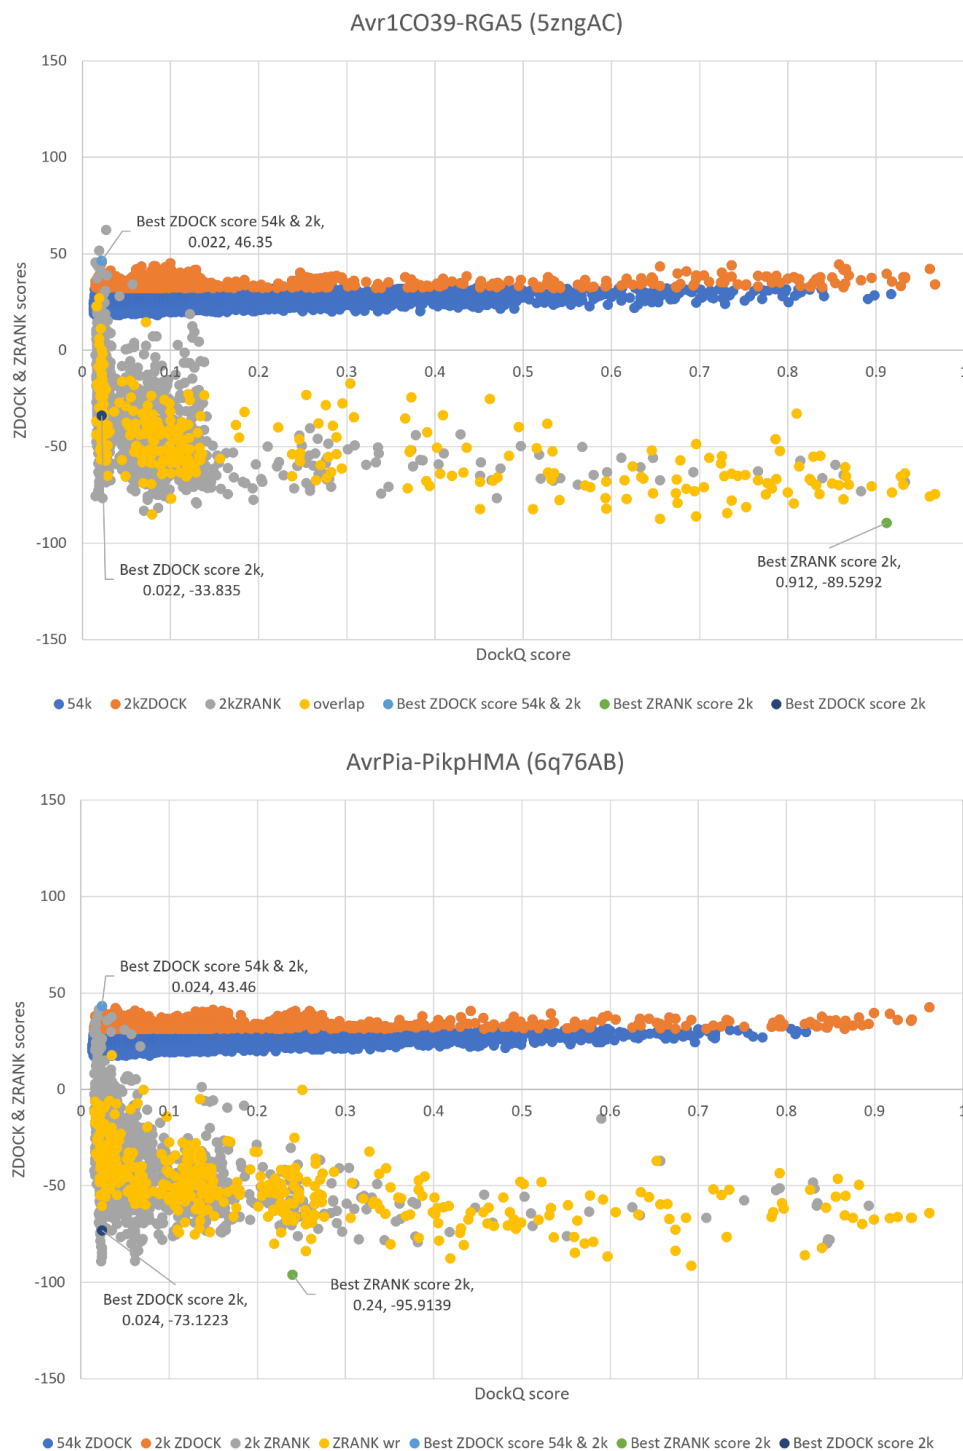 Avr1CO39-RGA5 (5zngAC)
150
100
50
0
-50
-100
-150
ZDOCK & ZRANK scores
0 0.1 0.2 0.3 0.4 0.5 0.6 0.7 0.8 0.9 1
Best ZDOCK score 54k & 2k,
0.022, 46.35
Best ZDOCK score 2k,
0.022, -33.835
Best ZRANK score 2k,
0.912, -89.5292
DockQ score
54k 2kZDOCK 2kZRANK overlap Best ZDOCK score 54k & 2k Best ZRANK score 2k Best ZDOCK score 2k
AvrPia-PikpHMA (6q76AB)
150
100
50
0
-50
-100
-150
ZDOCK & ZRANK scores
0 0.1 0.2 0.3 0.4 0.5 0.6 0.7 0.8 0.9 1
Best ZDOCK score 54k & 2k,
0.024, 43.46
Best ZDOCK score 2k,
0.024, -73.1223
Best ZRANK score 2k,
0.24, -95.9139
DockQ score
54k ZDOCK 2k ZDOCK 2k ZRANK ZRANK wr Best ZDOCK score 54k & 2k Best ZRANK score 2k Best ZDOCK score 2k